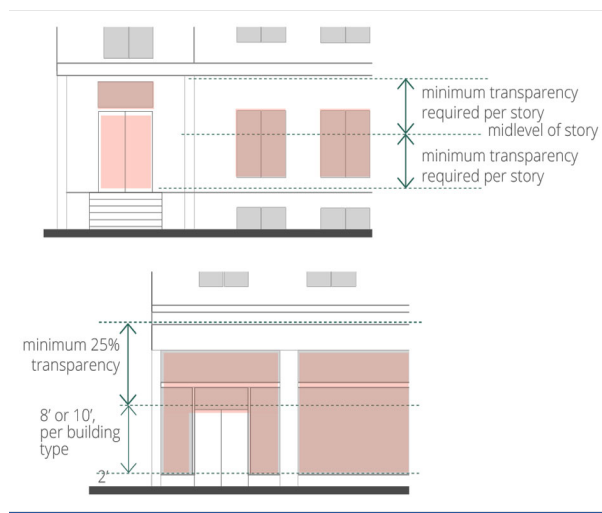 minimum transparency
required per story
midlevel of story
minimum transparency
required per story
minimum 25%
transparency
8' or 10',
per building
type
2'